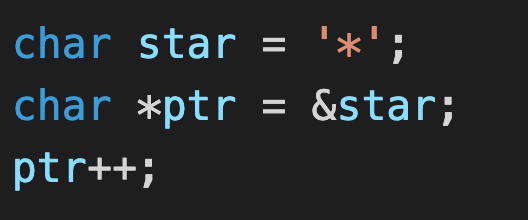 char star = '*';
char *ptr = &star;
ptr++;